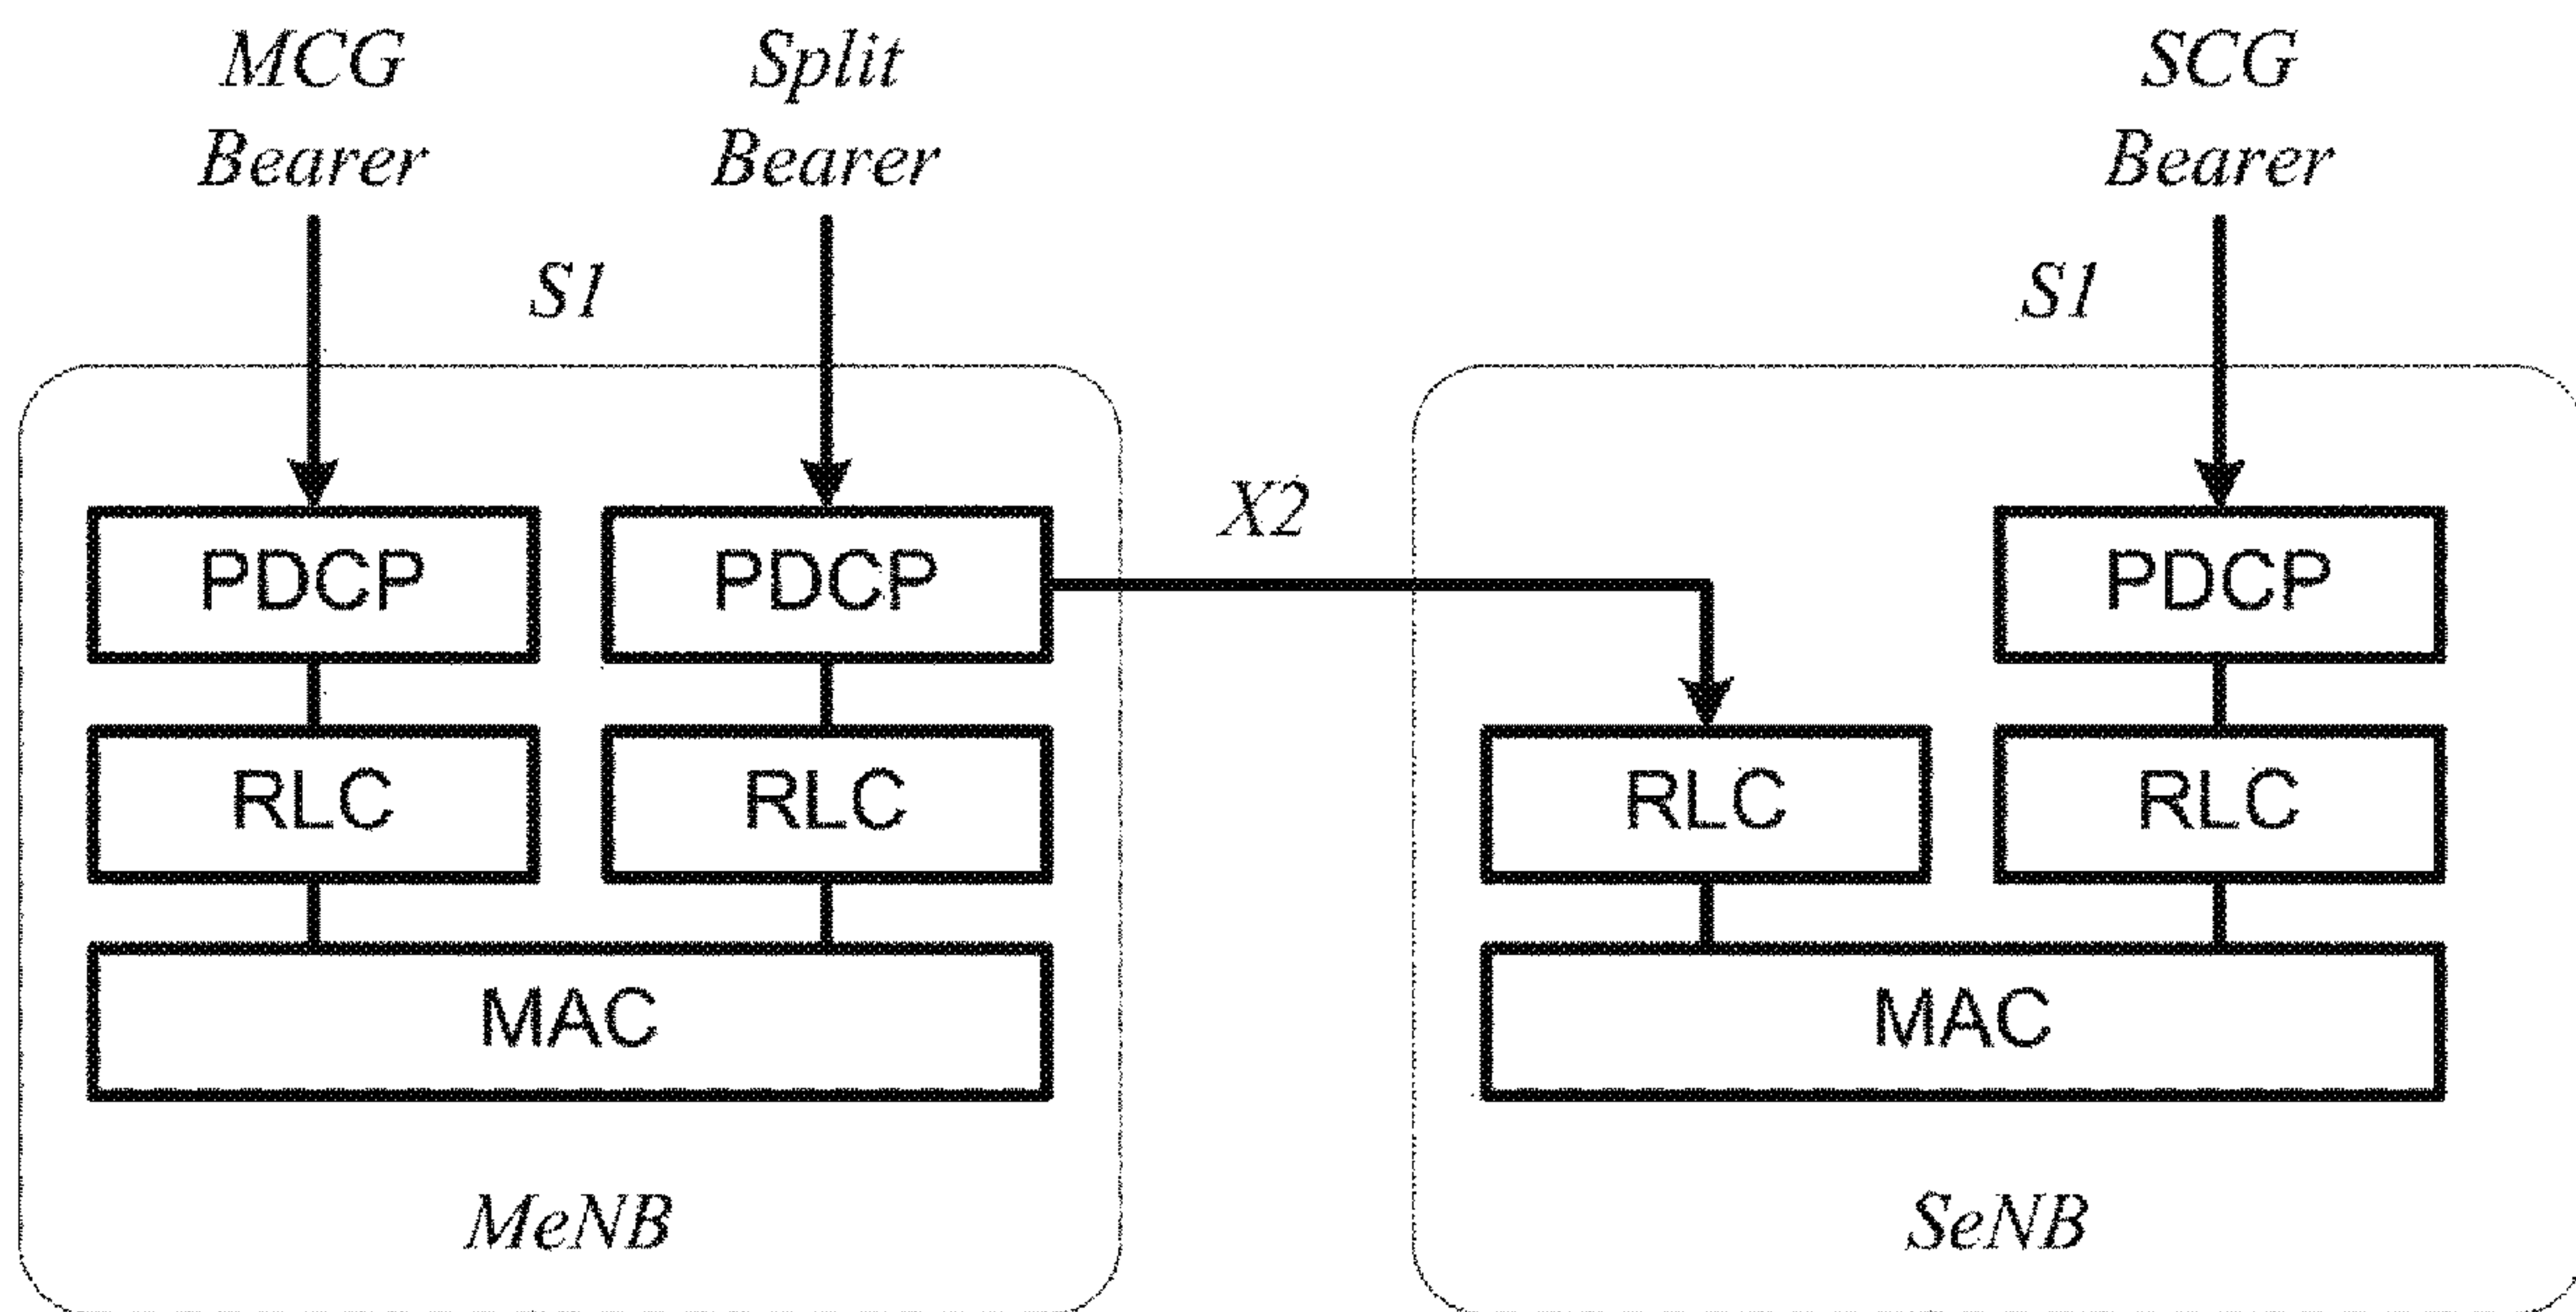 MCG
Bearer
Split
Bearer
SCG
Bearer
S1
S1
X2
PDCP
PDCP
PDCP
RLC
RLC
RLC
RLC
MAC
MAC
MeNB
SeNB